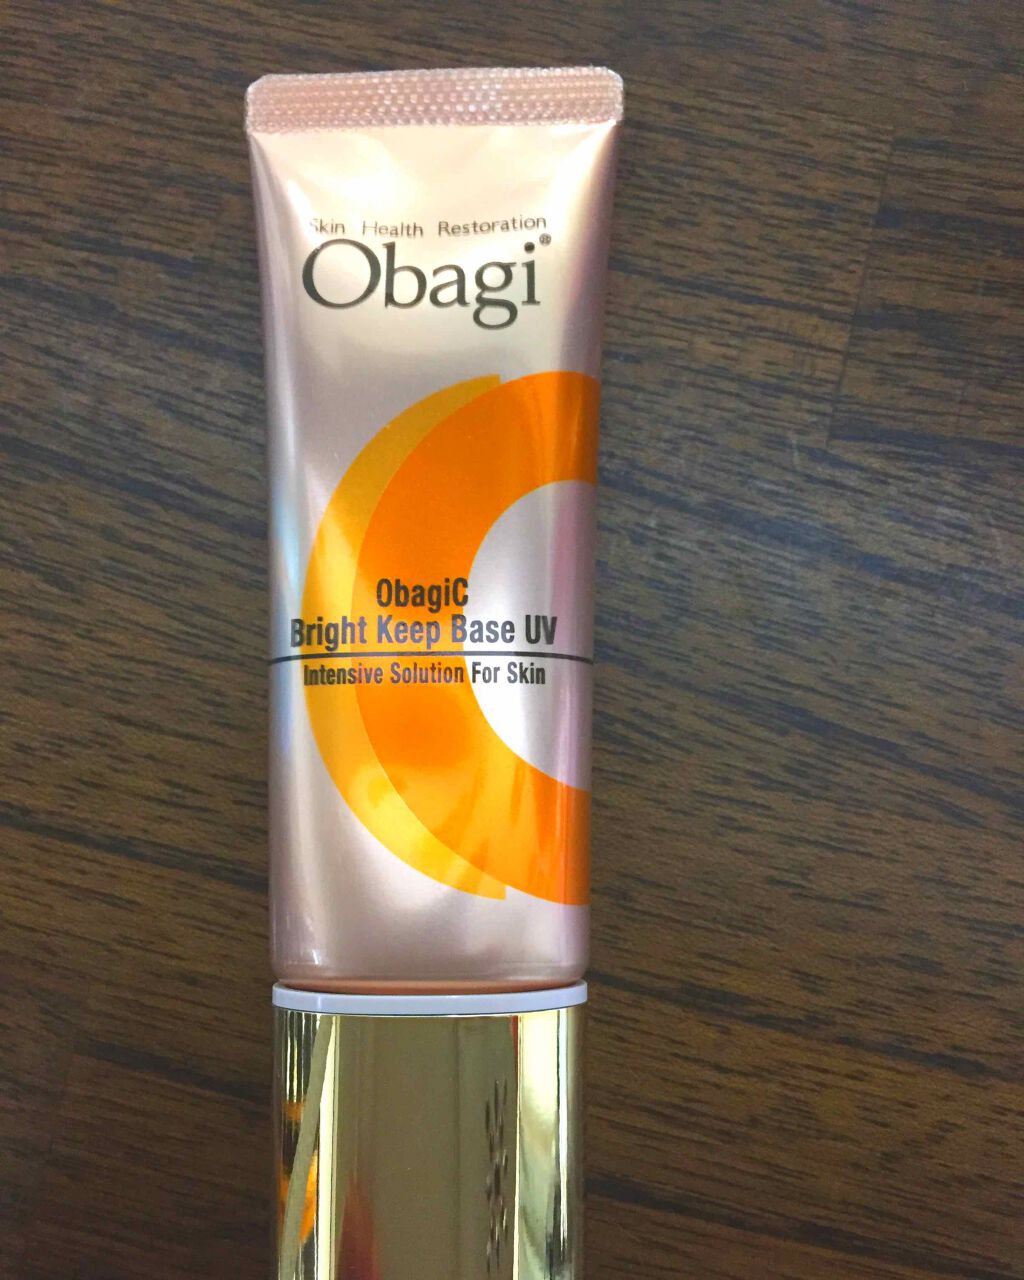 Skin Health Restoration
Obagi®
ObagiC
Bright Keep Base UV
Intensive Solution For Skin